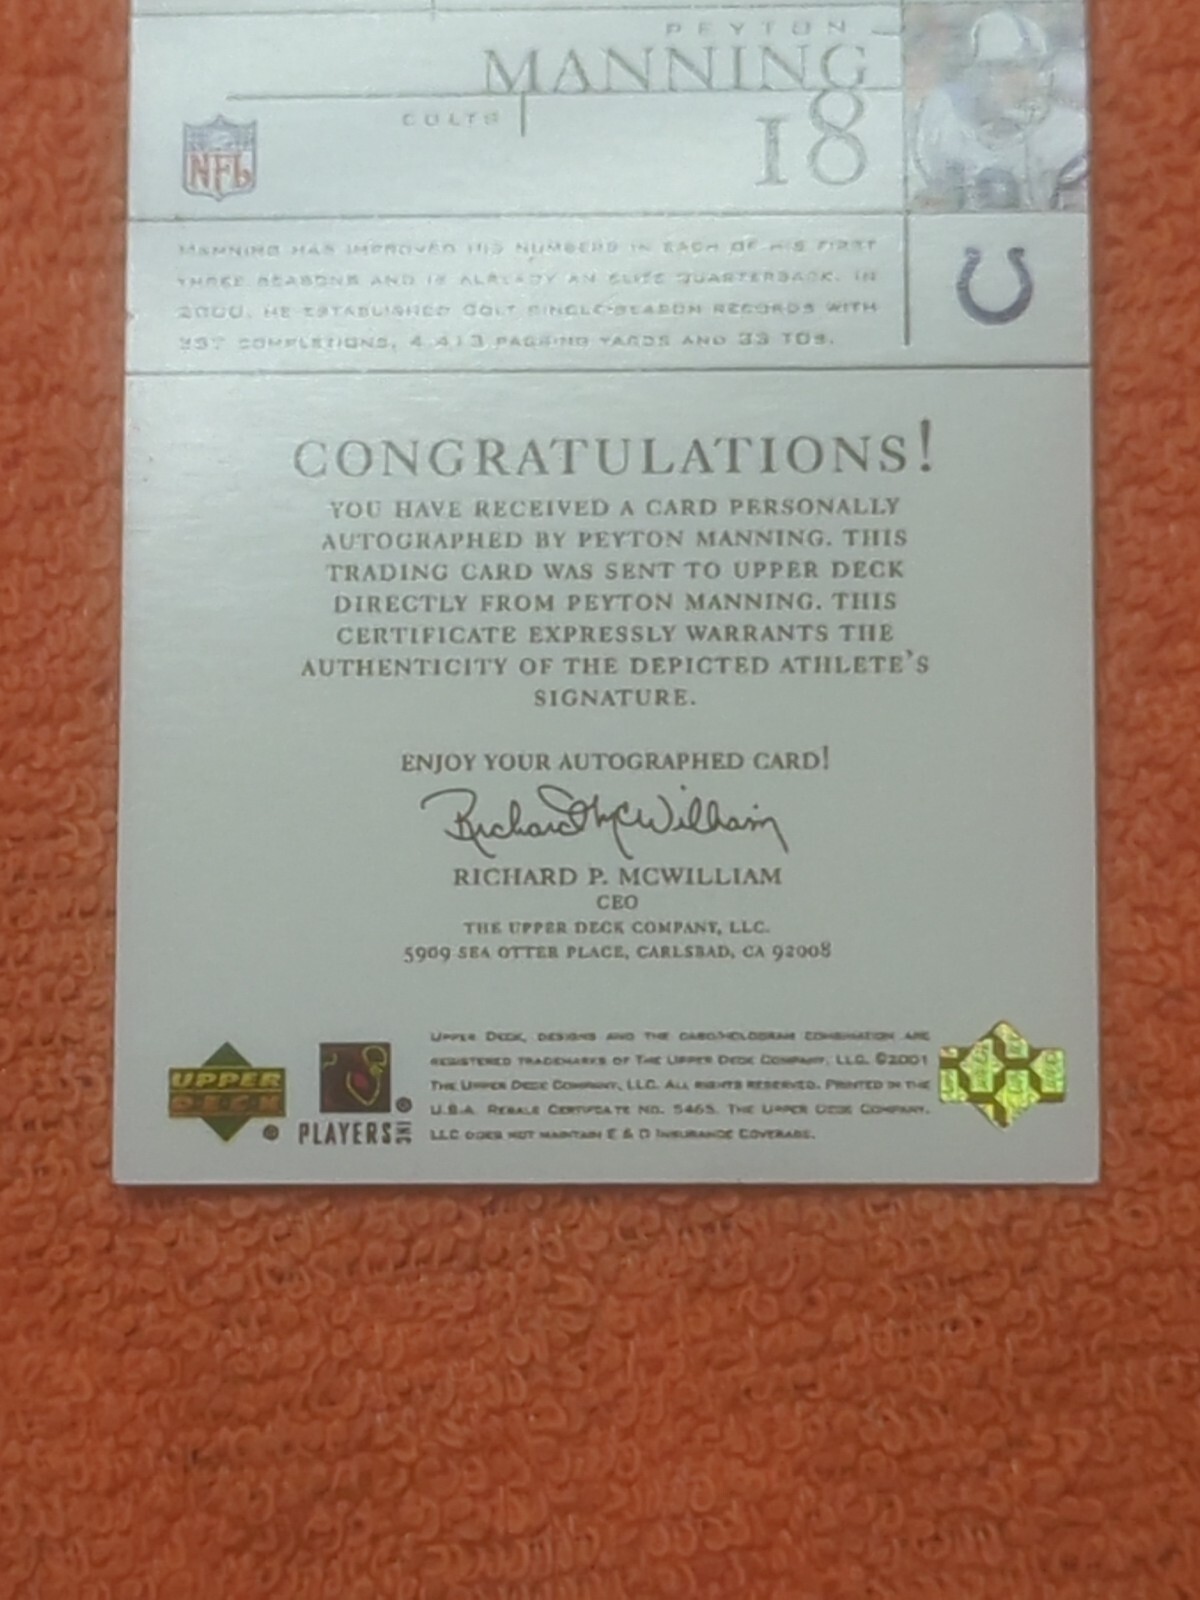 PEYTON
MANNING
COLTS
18
NFL
MANNING HAS IMPROVED HIS NUMBERS IN EACH OF HIS FIRST
THREE SEASONS AND IS ALREADY AN ELITE QUARTERBACK. IN
2000, HE ESTABLISHED COLT SINGLE-SEASON RECORDS WITH
357 COMPLETIONS, 4,413 PASSING YARDS AND 33 TDS.
CONGRATULATIONS!
YOU HAVE RECEIVED A CARD PERSONALLY
AUTOGRAPHED BY PEYTON MANNING. THIS
TRADING CARD WAS SENT TO UPPER DECK
DIRECTLY FROM PEYTON MANNING. THIS
CERTIFICATE EXPRESSLY WARRANTS THE
AUTHENTICITY OF THE DEPICTED ATHLETE'S
SIGNATURE.
ENJOY YOUR AUTOGRAPHED CARD!
Richard McWilliam
RICHARD P. MCWILLIAM
CEO
THE UPPER DECK COMPANY, LLC.
5909 SEA OTTER PLACE, CARLSBAD, CA 92008
UPPER
DECK
PLAYERS INC
UPPER DECK, DESIGNS AND THE CARD/HOLOGRAM COMBINATION ARE
REGISTERED TRADEMARKS OF THE UPPER DECK COMPANY, LLC. ©2001
THE UPPER DECK COMPANY, LLC. ALL RIGHTS RESERVED. PRINTED IN THE
U.S.A. RESALE CERTIFICATE NO. 5465. THE UPPER DECK COMPANY,
LLC DOES NOT MAINTAIN E & O INSURANCE COVERAGE.